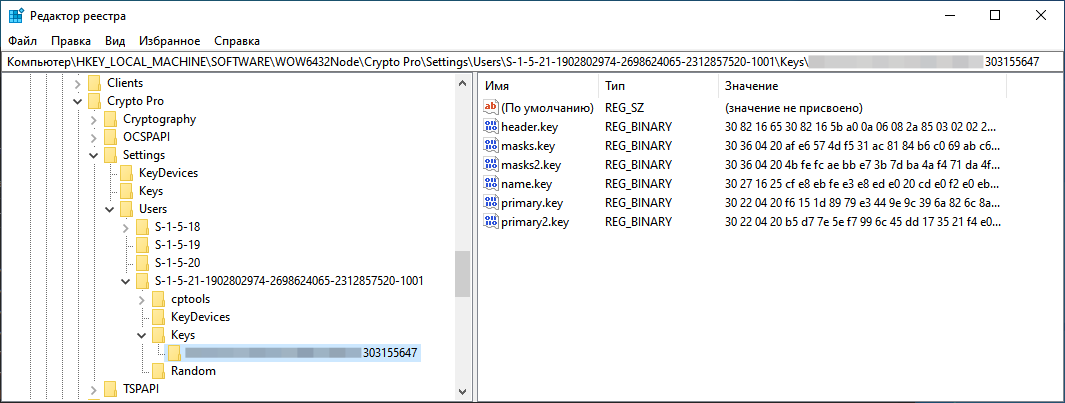 Редактор реестра
Файл Правка Вид Избранное Справка
Компьютер\HKEY_LOCAL_MACHINE\SOFTWARE\WOW6432Node\Crypto Pro\Settings\Users\S-1-5-21-1902802974-2698624065-2312857520-1001\Keys\ 303155647
Clients
Crypto Pro
Cryptography
OCSPAPI
Settings
KeyDevices
Keys
Users
S-1-5-18
S-1-5-19
S-1-5-20
S-1-5-21-1902802974-2698624065-2312857520-1001
cptools
KeyDevices
Keys
303155647
Random
TSPAPI
Имя Тип Значение
(По умолчанию) REG_SZ (значение не присвоено)
header.key REG_BINARY 30 82 16 65 30 82 16 5b a0 0a 06 08 2a 85 03 02 02 2...
masks.key REG_BINARY 30 36 04 20 af e6 57 4d f5 31 ac 81 84 b6 c0 69 ab c6...
masks2.key REG_BINARY 30 36 04 20 4b fe fc ae bb e7 3b 7d ba 4a f4 71 da 4f...
name.key REG_BINARY 30 27 16 25 cf e8 eb fe e3 e8 ed e0 20 cd e0 f2 e0 eb...
primary.key REG_BINARY 30 22 04 20 f6 15 1d 89 79 e3 44 9e 9c 39 6a 82 6c 8a...
primary2.key REG_BINARY 30 22 04 20 b5 d7 7e 5e f7 99 6c 45 dd 17 35 21 f4 e0...